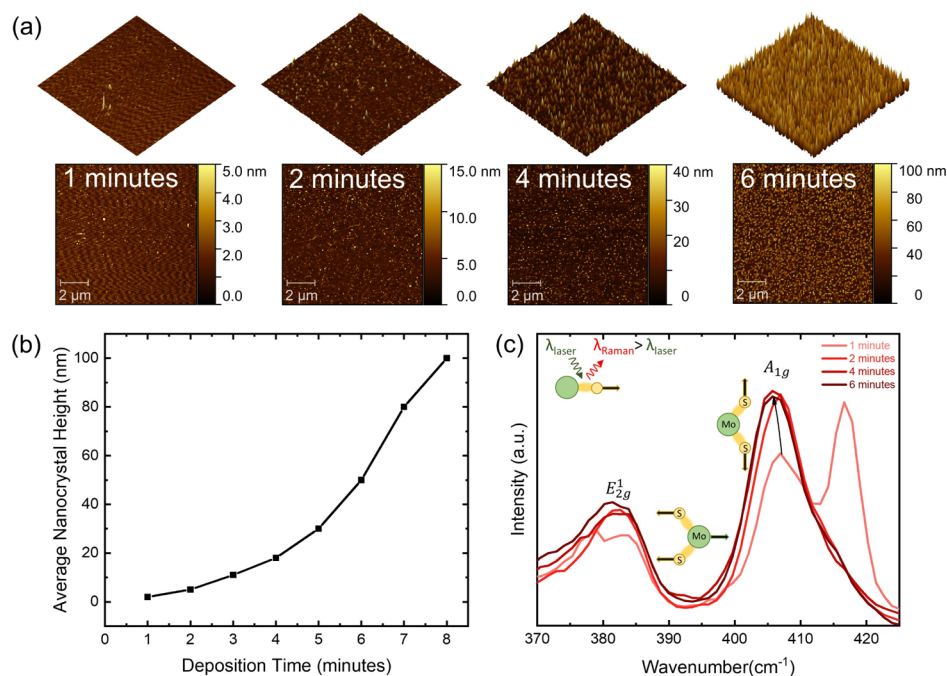 (a)
1 minutes
5.0 nm
4.0
3.0
2.0
1.0
0.0
2 µm
2 minutes
15.0 nm
10.0
5.0
0.0
2 µm
4 minutes
40 nm
30
20
0
2 µm
6 minutes
100 nm
80
60
40
20
0
2 µm
(b)
Average Nanocrystal Height (nm)
100
80
60
40
20
0
1 2 3 4 5 6 7 8
Deposition Time (minutes)
(c)
λlaser λRaman > λlaser
1 minute
2 minutes
4 minutes
6 minutes
A1g
S
Mo
S
E¹2g
S
Mo
S
Intensity (a.u.)
370 380 390 400 410 420
Wavenumber(cm⁻¹)